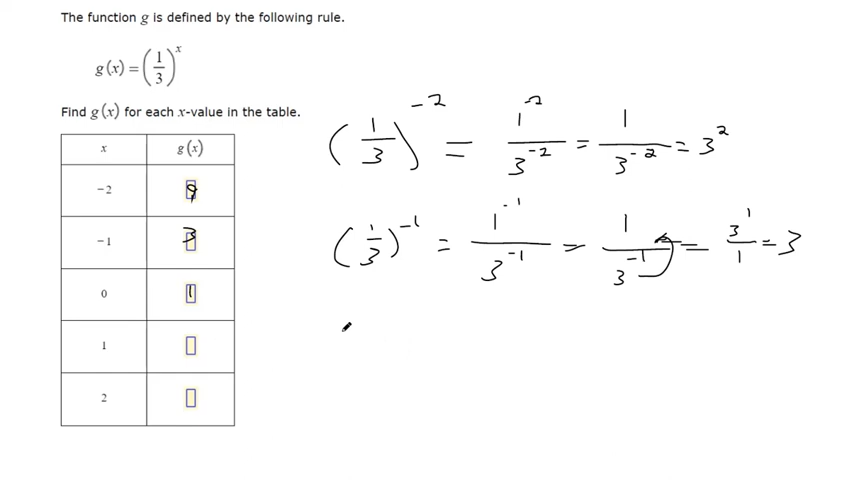 The function g is defined by the following rule.
g(x) = (1/3)^x
Find g(x) for each x-value in the table.
x g(x)
−2 9
−1 3
0 1
1
2
(1/3)^−2 = 1^−2/3^−2 = 1/3^−2 = 3^2
(1/3)^−1 = 1^−1/3^−1 = 1/3^−1 = 3^1/1 = 3